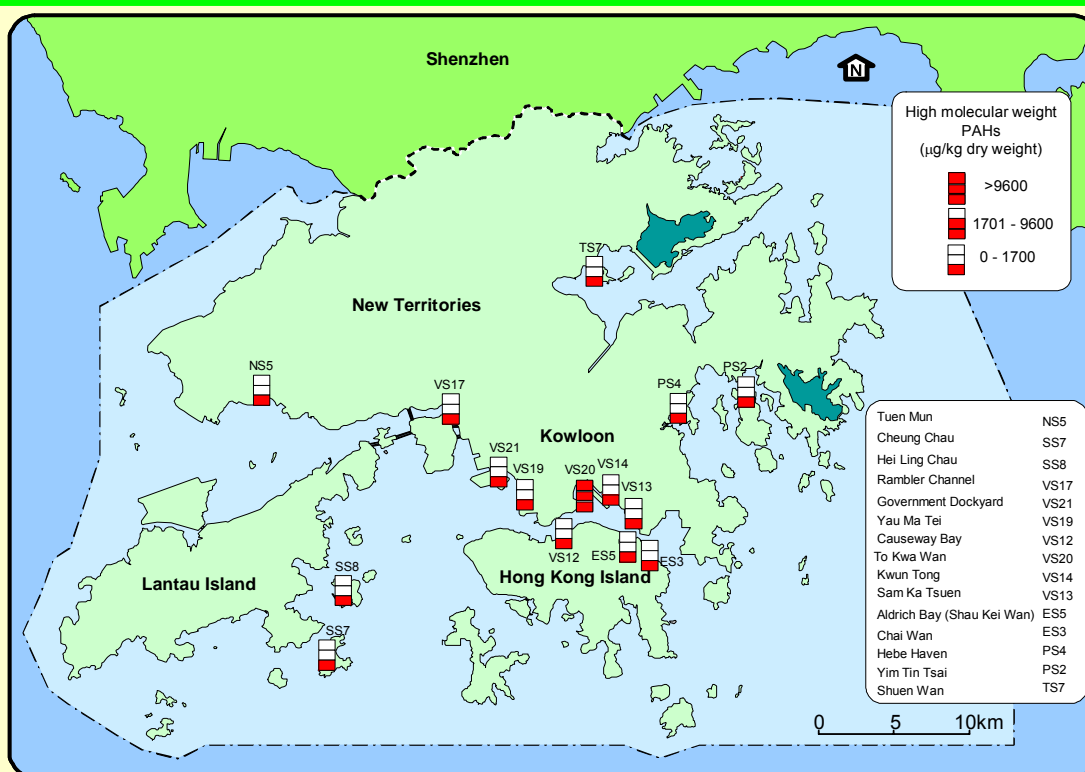 Shenzhen
N
High molecular weight
PAHs
(µg/kg dry weight)
>9600
1701 - 9600
0 - 1700
TS7
New Territories
NS5
VS17
PS4
PS2
Kowloon
VS21
VS19
VS20
VS14
VS13
VS12
ES5
ES3
Hong Kong Island
Lantau Island
SS8
SS7
Tuen Mun NS5
Cheung Chau SS7
Hei Ling Chau SS8
Rambler Channel VS17
Government Dockyard VS21
Yau Ma Tei VS19
Causeway Bay VS12
To Kwa Wan VS20
Kwun Tong VS14
Sam Ka Tsuen VS13
Aldrich Bay (Shau Kei Wan) ES5
Chai Wan ES3
Hebe Haven PS4
Yim Tin Tsai PS2
Shuen Wan TS7
0 5 10km